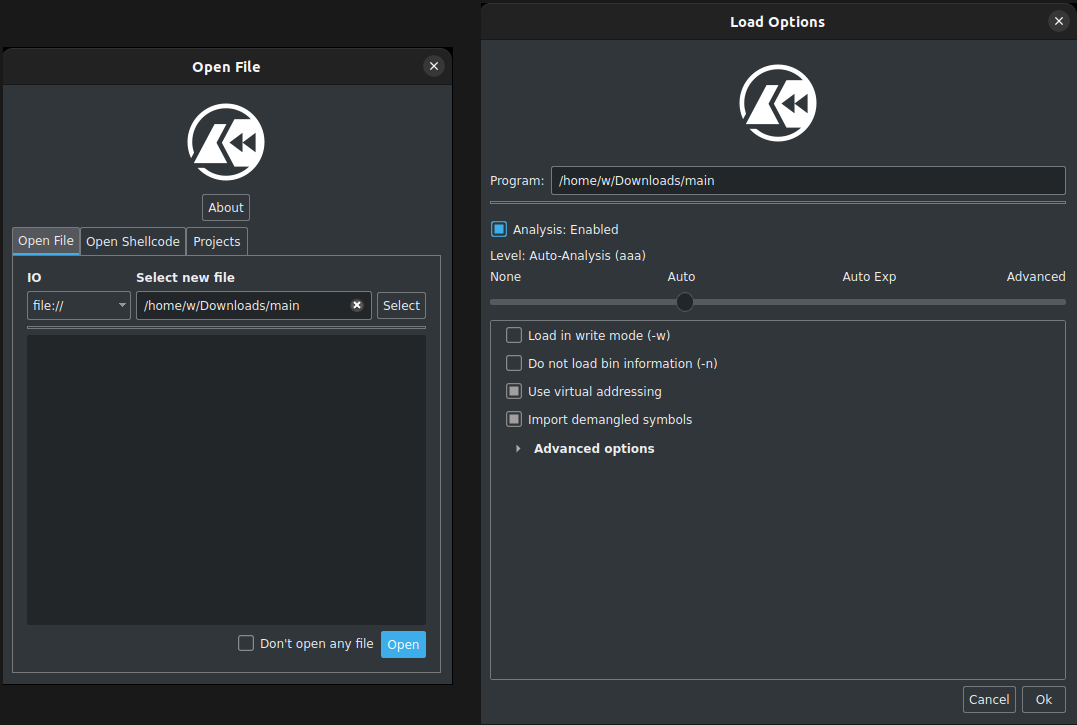 Open File
About
Open File
Open Shellcode
Projects
IO
Select new file
file://
/home/w/Downloads/main
Select
Don't open any file
Open
Load Options
Program:
/home/w/Downloads/main
Analysis: Enabled
Level: Auto-Analysis (aaa)
None
Auto
Auto Exp
Advanced
Load in write mode (-w)
Do not load bin information (-n)
Use virtual addressing
Import demangled symbols
Advanced options
Cancel
Ok